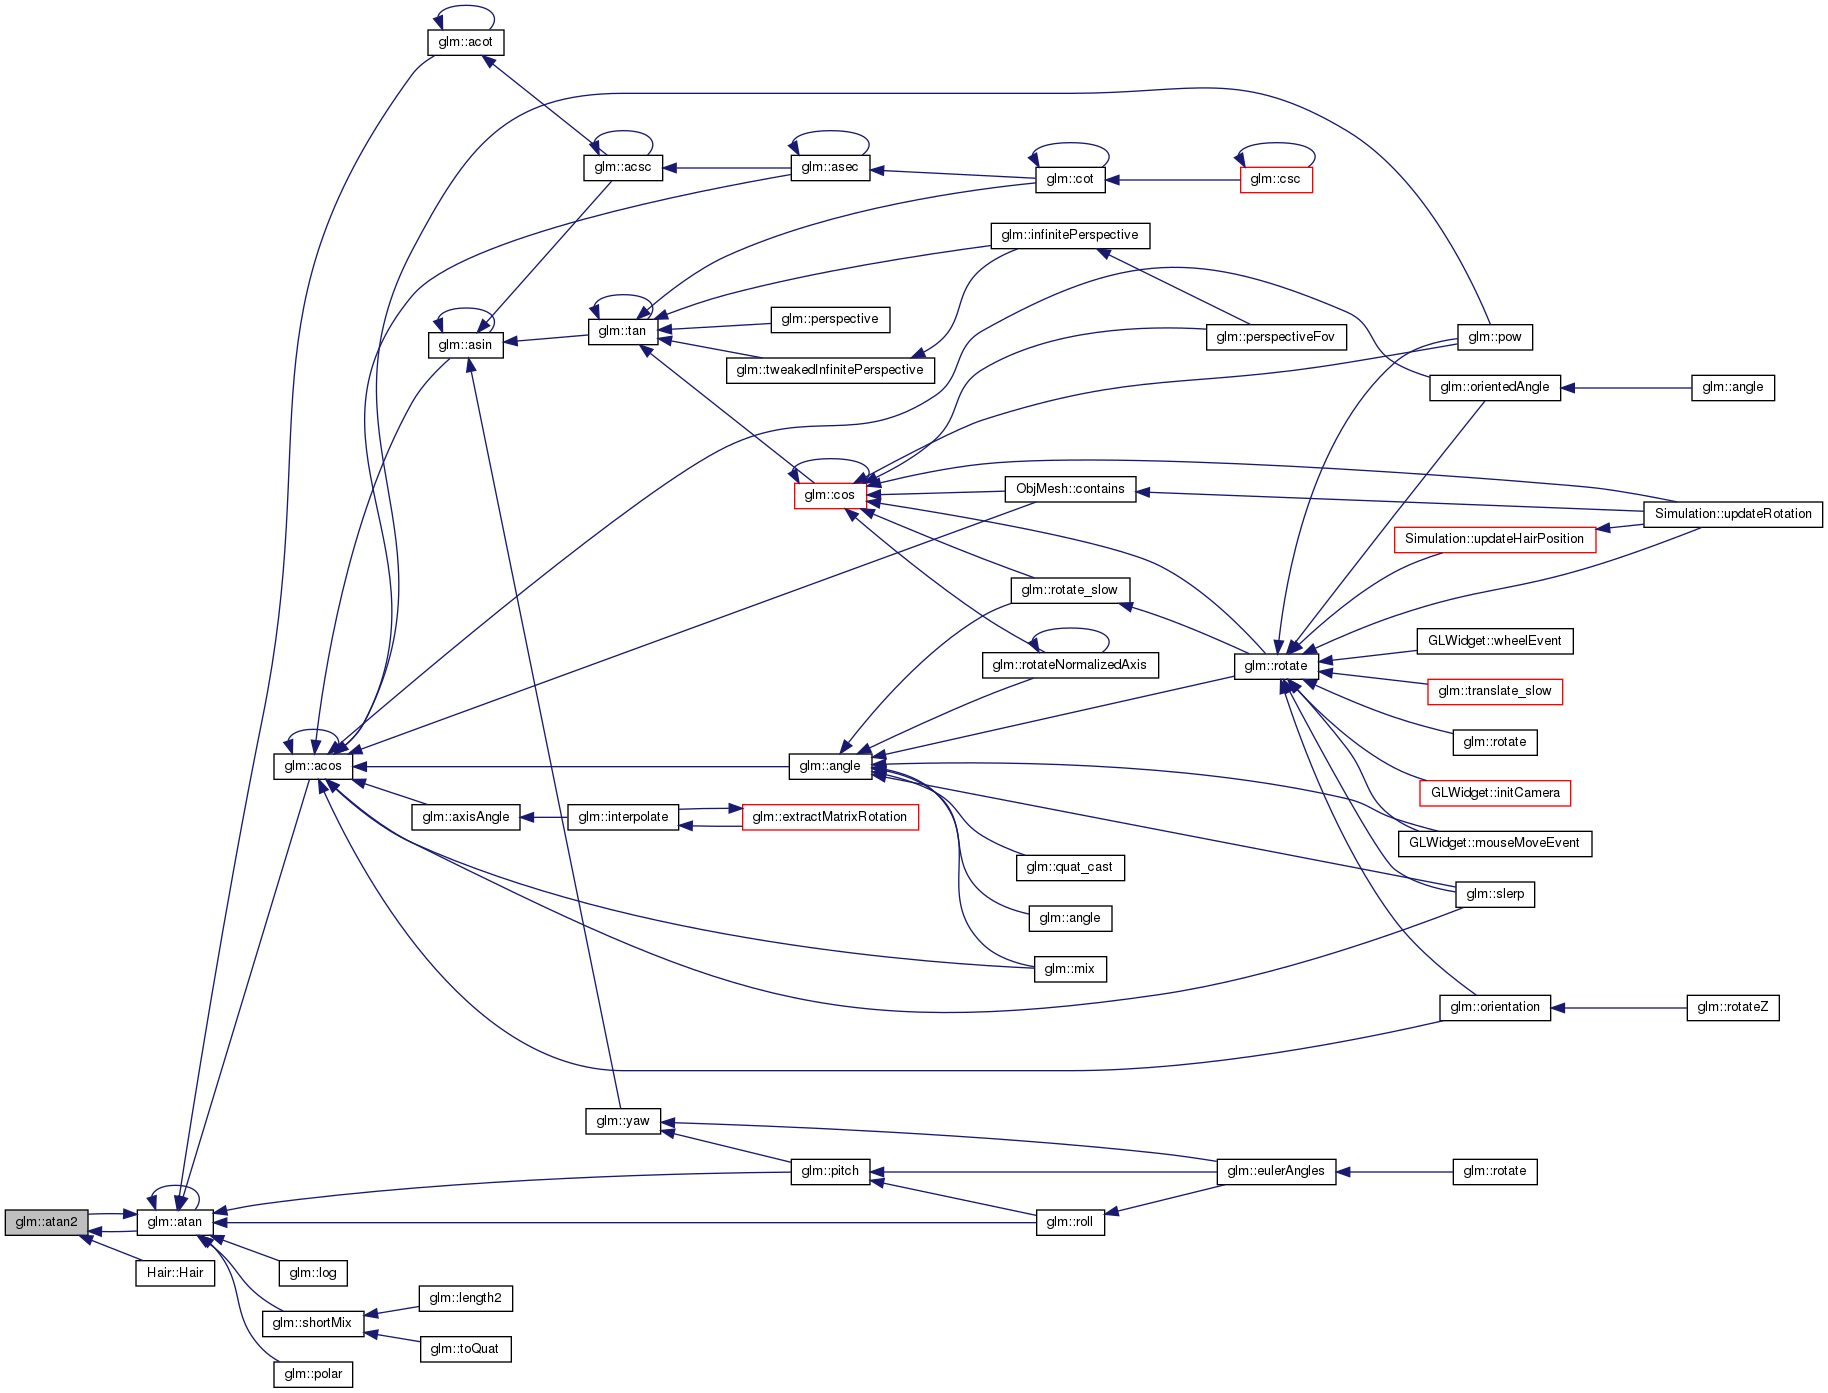 glm::acot
glm::acsc
glm::asec
glm::cot
glm::csc
glm::infinitePerspective
glm::asin
glm::tan
glm::perspective
glm::tweakedInfinitePerspective
glm::perspectiveFov
glm::pow
glm::orientedAngle
glm::angle
glm::cos
ObjMesh::contains
Simulation::updateRotation
Simulation::updateHairPosition
glm::rotate_slow
GLWidget::wheelEvent
glm::rotateNormalizedAxis
glm::rotate
glm::translate_slow
glm::rotate
glm::acos
glm::angle
GLWidget::initCamera
glm::axisAngle
glm::interpolate
glm::extractMatrixRotation
GLWidget::mouseMoveEvent
glm::quat_cast
glm::slerp
glm::angle
glm::mix
glm::orientation
glm::rotateZ
glm::yaw
glm::pitch
glm::eulerAngles
glm::rotate
glm::atan2
glm::atan
glm::roll
Hair::Hair
glm::log
glm::length2
glm::shortMix
glm::toQuat
glm::polar